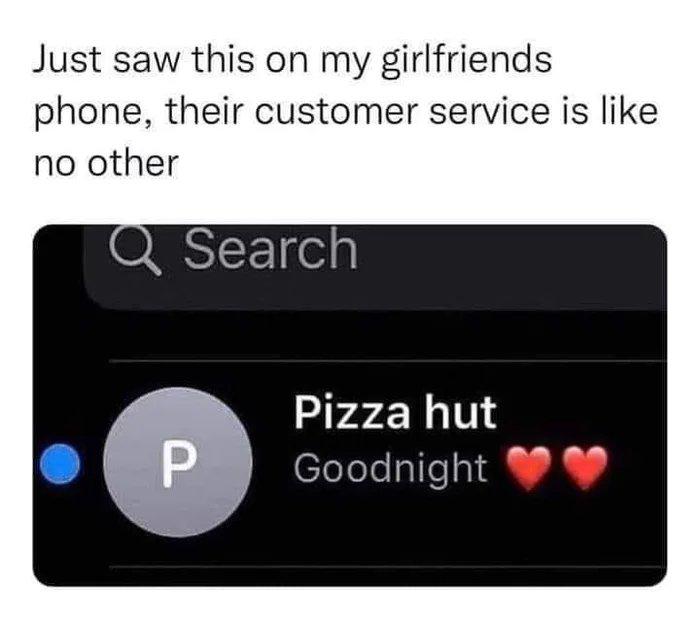 Just saw this on my girlfriends
phone, their customer service is like
no other
Search
P
Pizza hut
Goodnight ❤️❤️